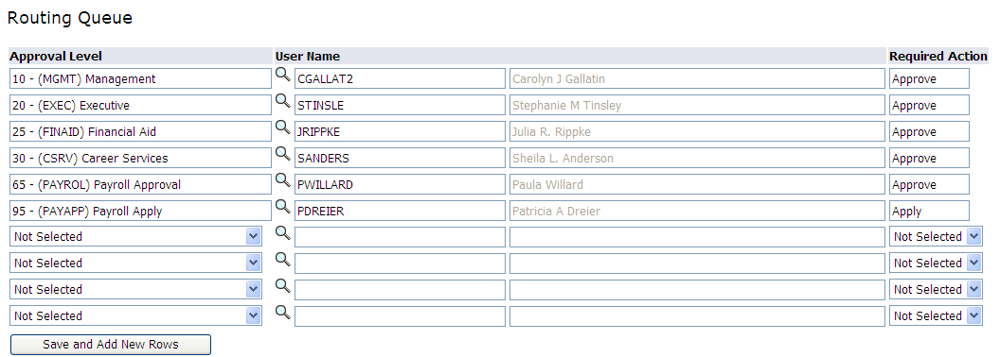 Routing Queue
Approval Level User Name Required Action
10 - (MGMT) Management CGALLAT2 Carolyn J Gallatin Approve
20 - (EXEC) Executive STINSLE Stephanie M Tinsley Approve
25 - (FINAID) Financial Aid JRIPPKE Julia R. Rippke Approve
30 - (CSRV) Career Services SANDERS Sheila L. Anderson Approve
65 - (PAYROL) Payroll Approval PWILLARD Paula Willard Approve
95 - (PAYAPP) Payroll Apply PDREIER Patricia A Dreier Apply
Not Selected Not Selected
Not Selected Not Selected
Not Selected Not Selected
Not Selected Not Selected
Save and Add New Rows